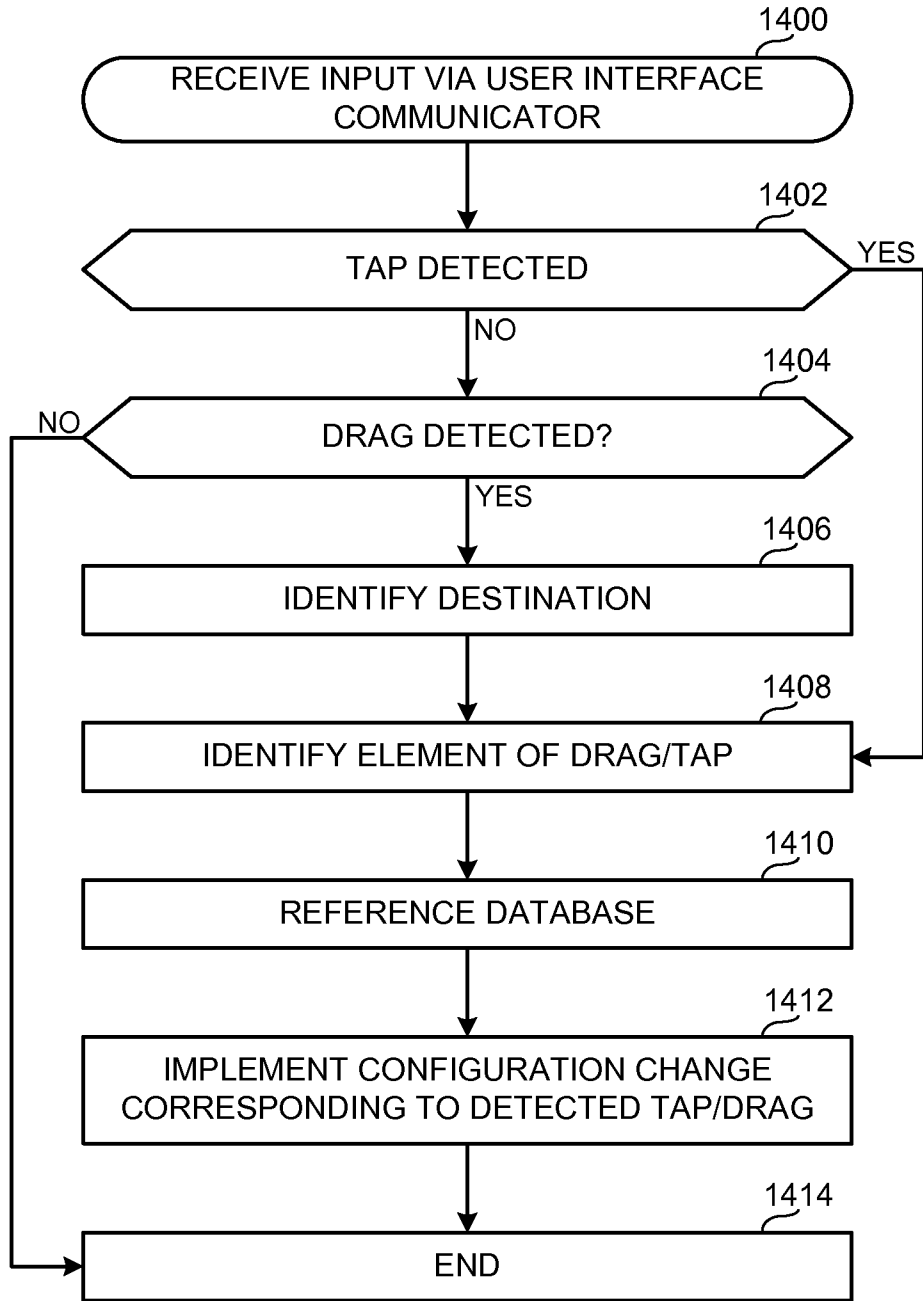 1400
RECEIVE INPUT VIA USER INTERFACE
COMMUNICATOR
1402
TAP DETECTED
YES
NO
1404
NO
DRAG DETECTED?
YES
1406
IDENTIFY DESTINATION
1408
IDENTIFY ELEMENT OF DRAG/TAP
1410
REFERENCE DATABASE
1412
IMPLEMENT CONFIGURATION CHANGE
CORRESPONDING TO DETECTED TAP/DRAG
1414
END